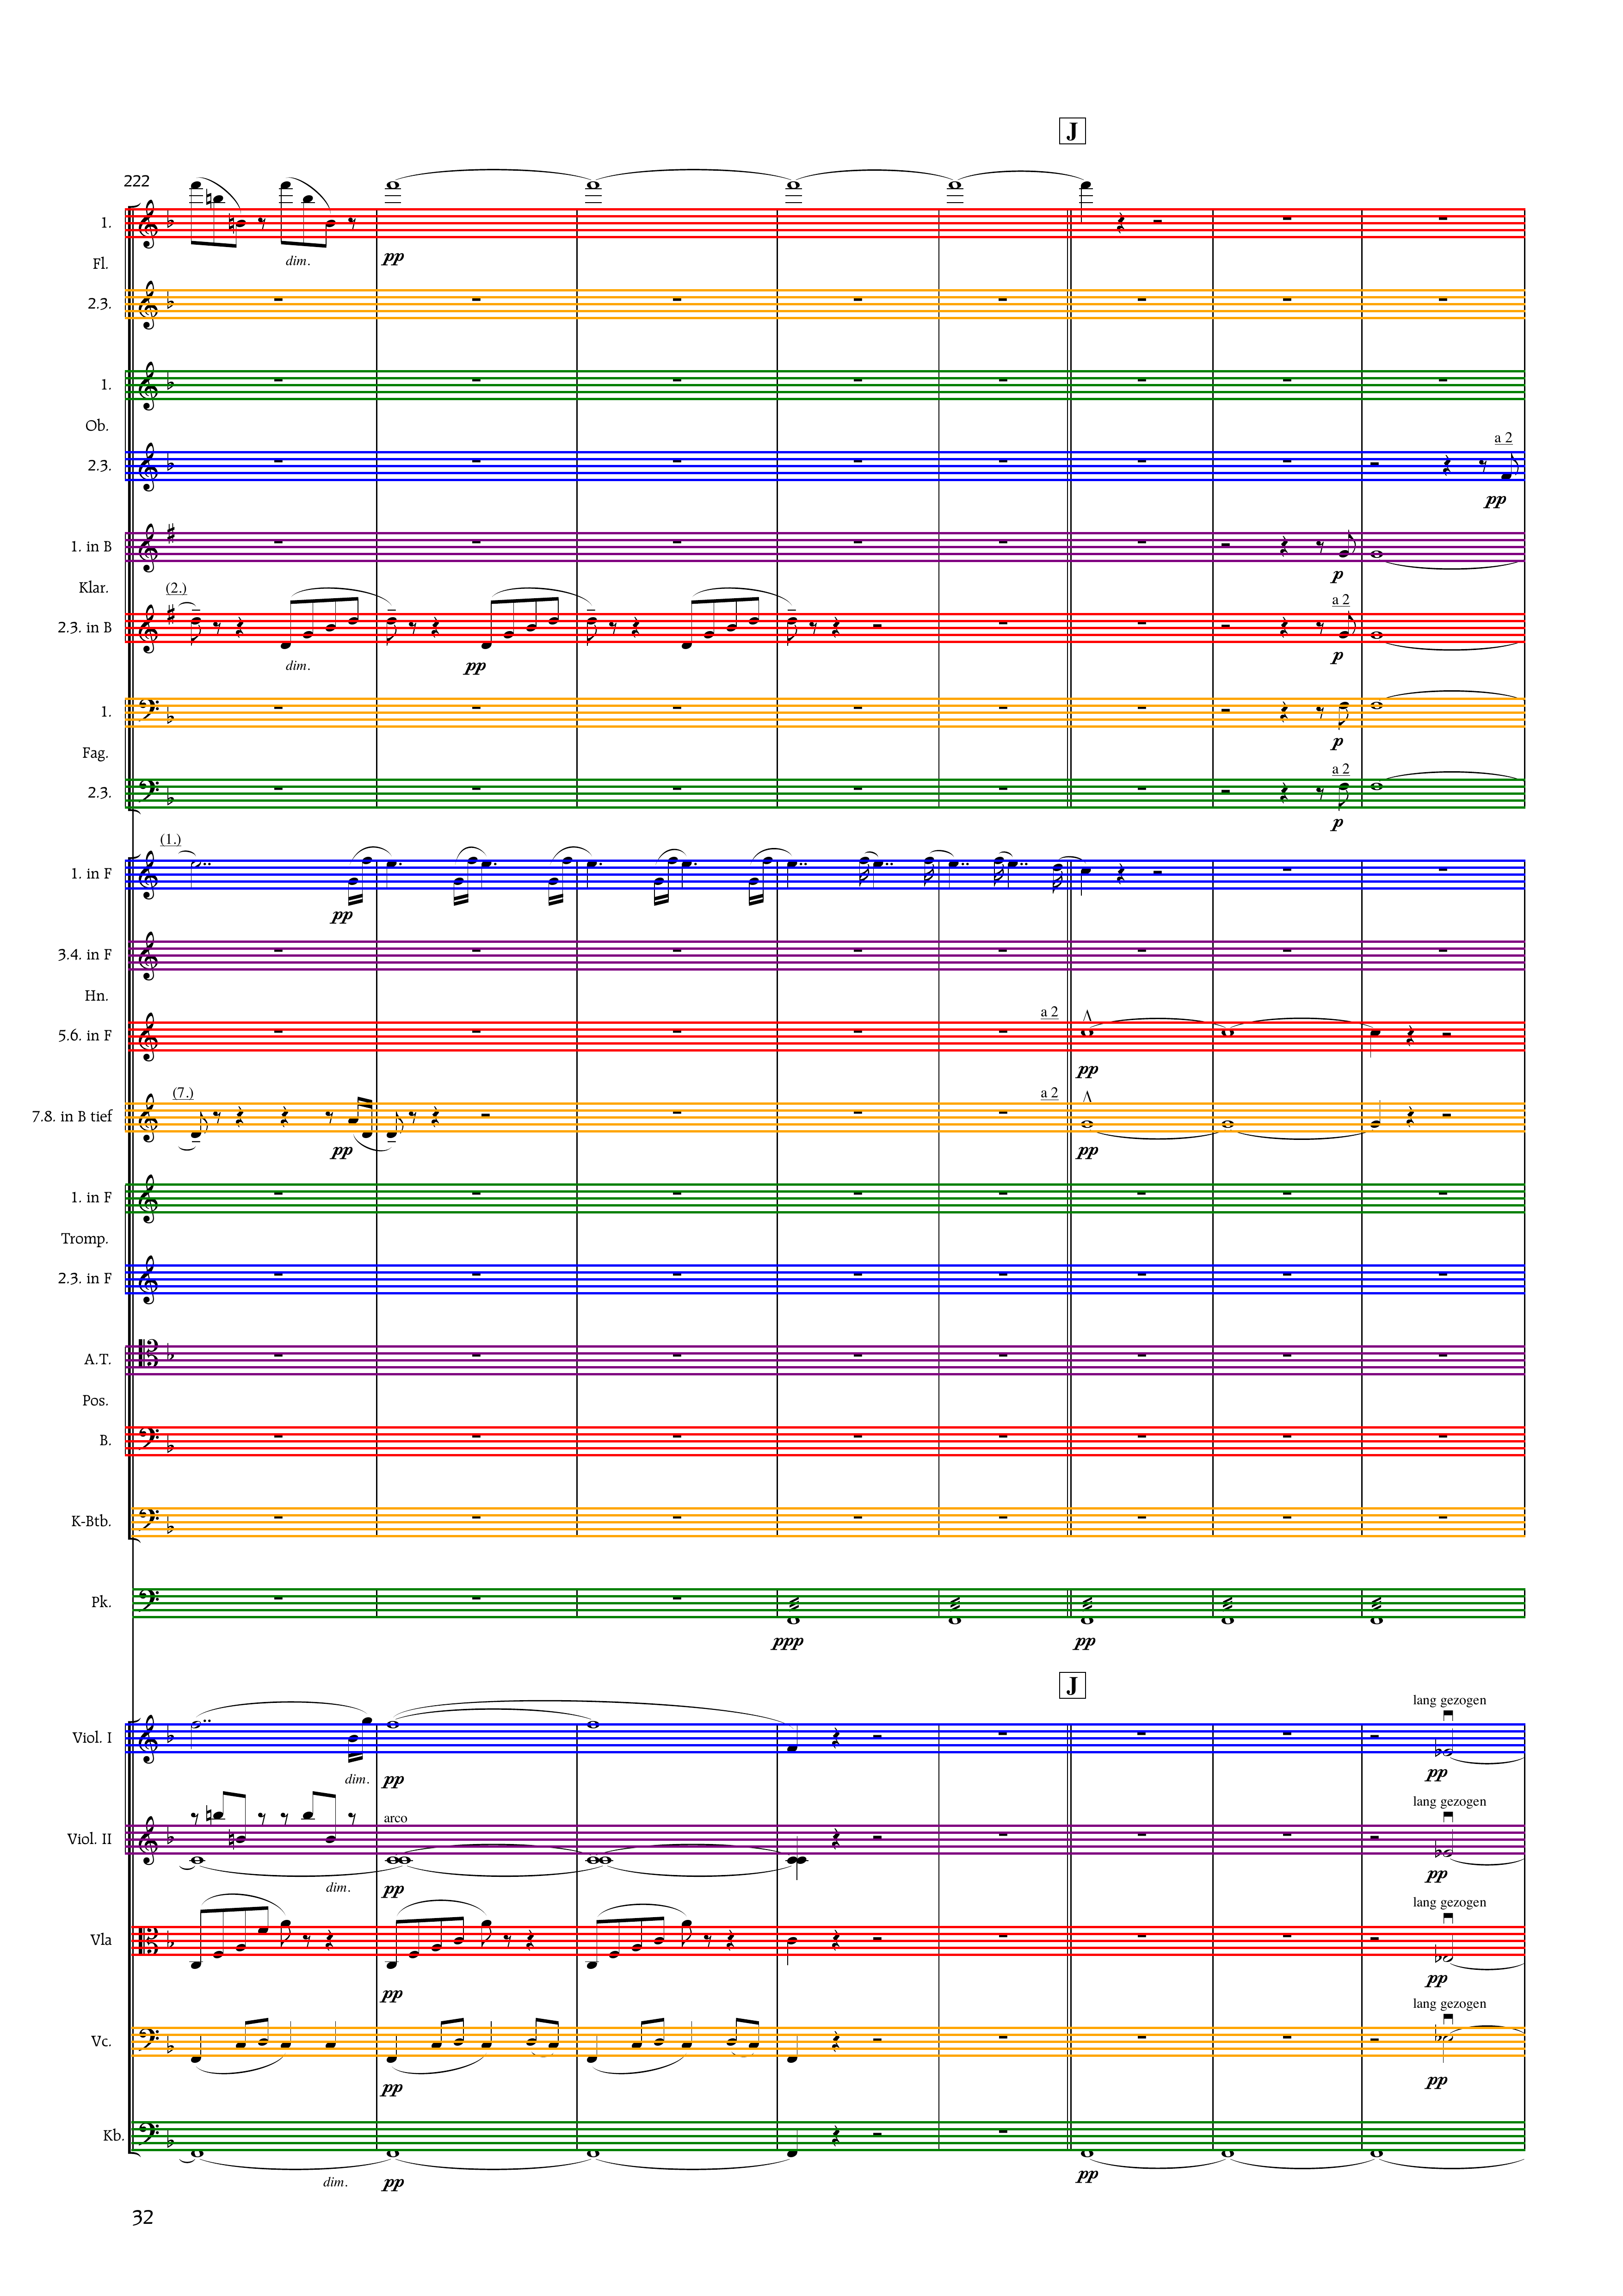 J
222
1.
dim.
pp
Fl.
2.3.
1.
Ob.
a 2
2.3.
pp
1. in B
p
Klar.
(2.)
a 2
2.3. in B
dim.
pp
p
1.
p
Fag.
a 2
2.3.
p
(1.)
1. in F
pp
3.4. in F
Hn.
a 2
5.6. in F
pp
(7.)
a 2
7.8. in B tief
pp
pp
1. in F
Tromp.
2.3. in F
A.T.
Pos.
B.
K-Btb.
Pk.
ppp
pp
J
lang gezogen
Viol. I
dim.
pp
pp
lang gezogen
arco
Viol. II
dim.
pp
pp
lang gezogen
Vla
pp
pp
lang gezogen
Vc.
pp
pp
Kb.
dim.
pp
pp
32